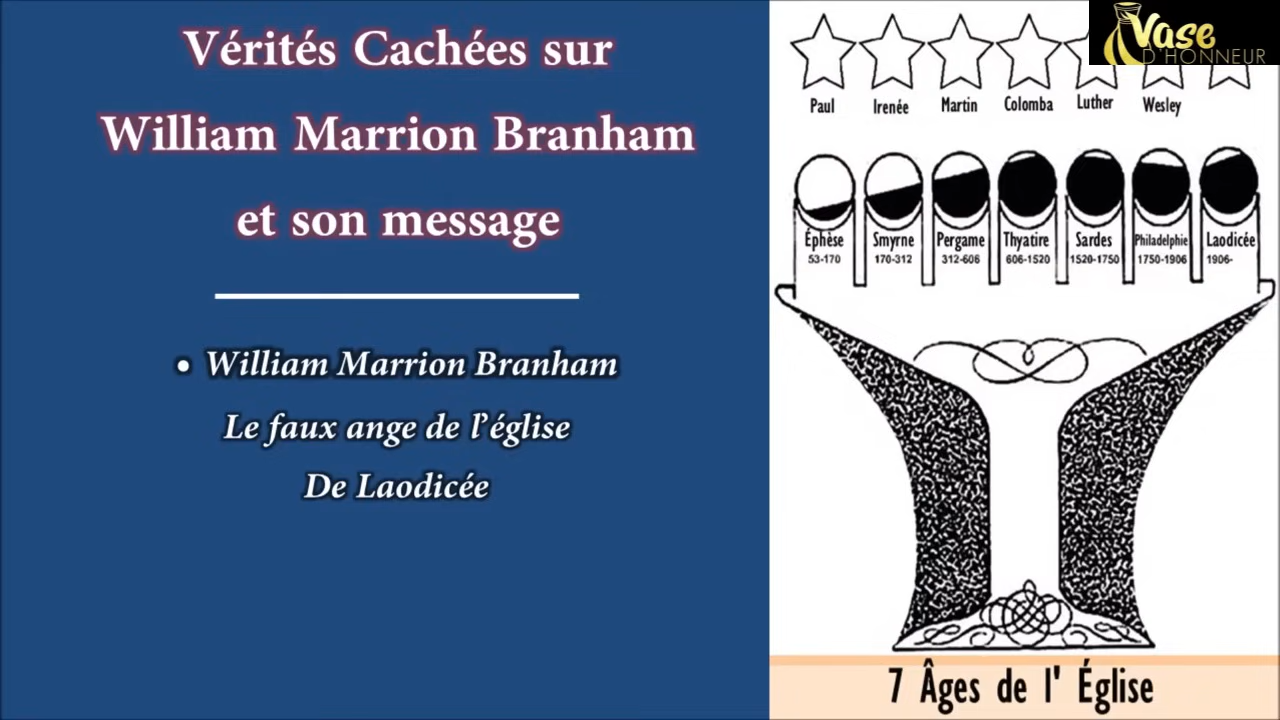 Vérités Cachées sur
William Marrion Branham
et son message
• William Marrion Branham
Le faux ange de l'église
De Laodicée
Vase
D'HONNEUR
Paul Irenée Martin Colomba Luther Wesley
Éphèse Smyrne Pergame Thyatire Sardes Philadelphie Laodicée
53-170 170-312 312-606 606-1520 1520-1750 1750-1906 1906-
7 Âges de l' Église